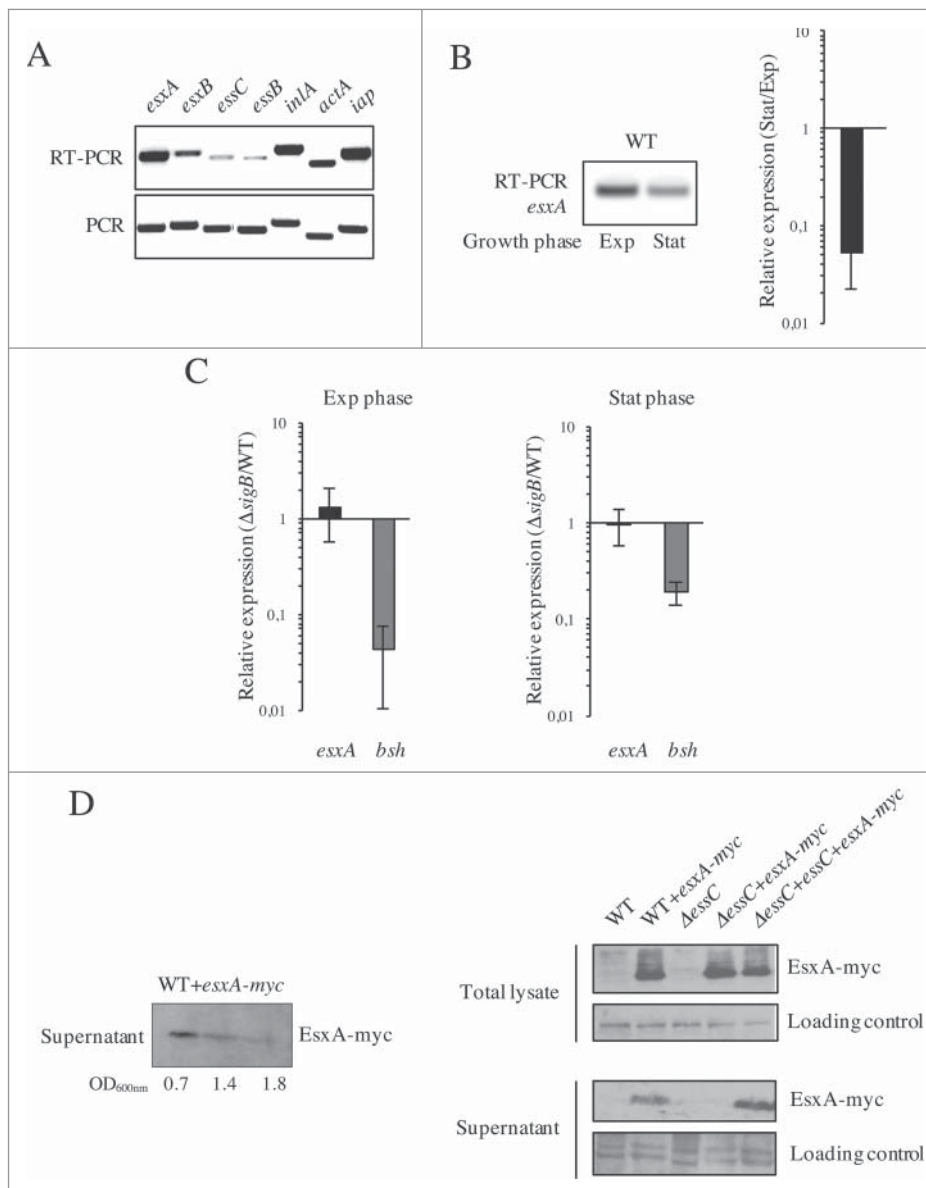 A
esxA esxB essC essB inlA actA iap
RT-PCR
PCR
B
WT
RT-PCR
esxA
Growth phase Exp Stat
Relative expression (Stat/Exp)
10
1
0,1
0,01
C
Exp phase
Relative expression (ΔsigB/WT)
10
1
0,1
0,01
esxA bsh
Stat phase
Relative expression (ΔsigB/WT)
10
1
0,1
0,01
esxA bsh
D
WT+esxA-myc
Supernatant
EsxA-myc
OD600nm 0.7 1.4 1.8
WT
WT+esxA-myc
ΔessC
ΔessC+esxA-myc
ΔessC+essC+esxA-myc
Total lysate
EsxA-myc
Loading control
Supernatant
EsxA-myc
Loading control